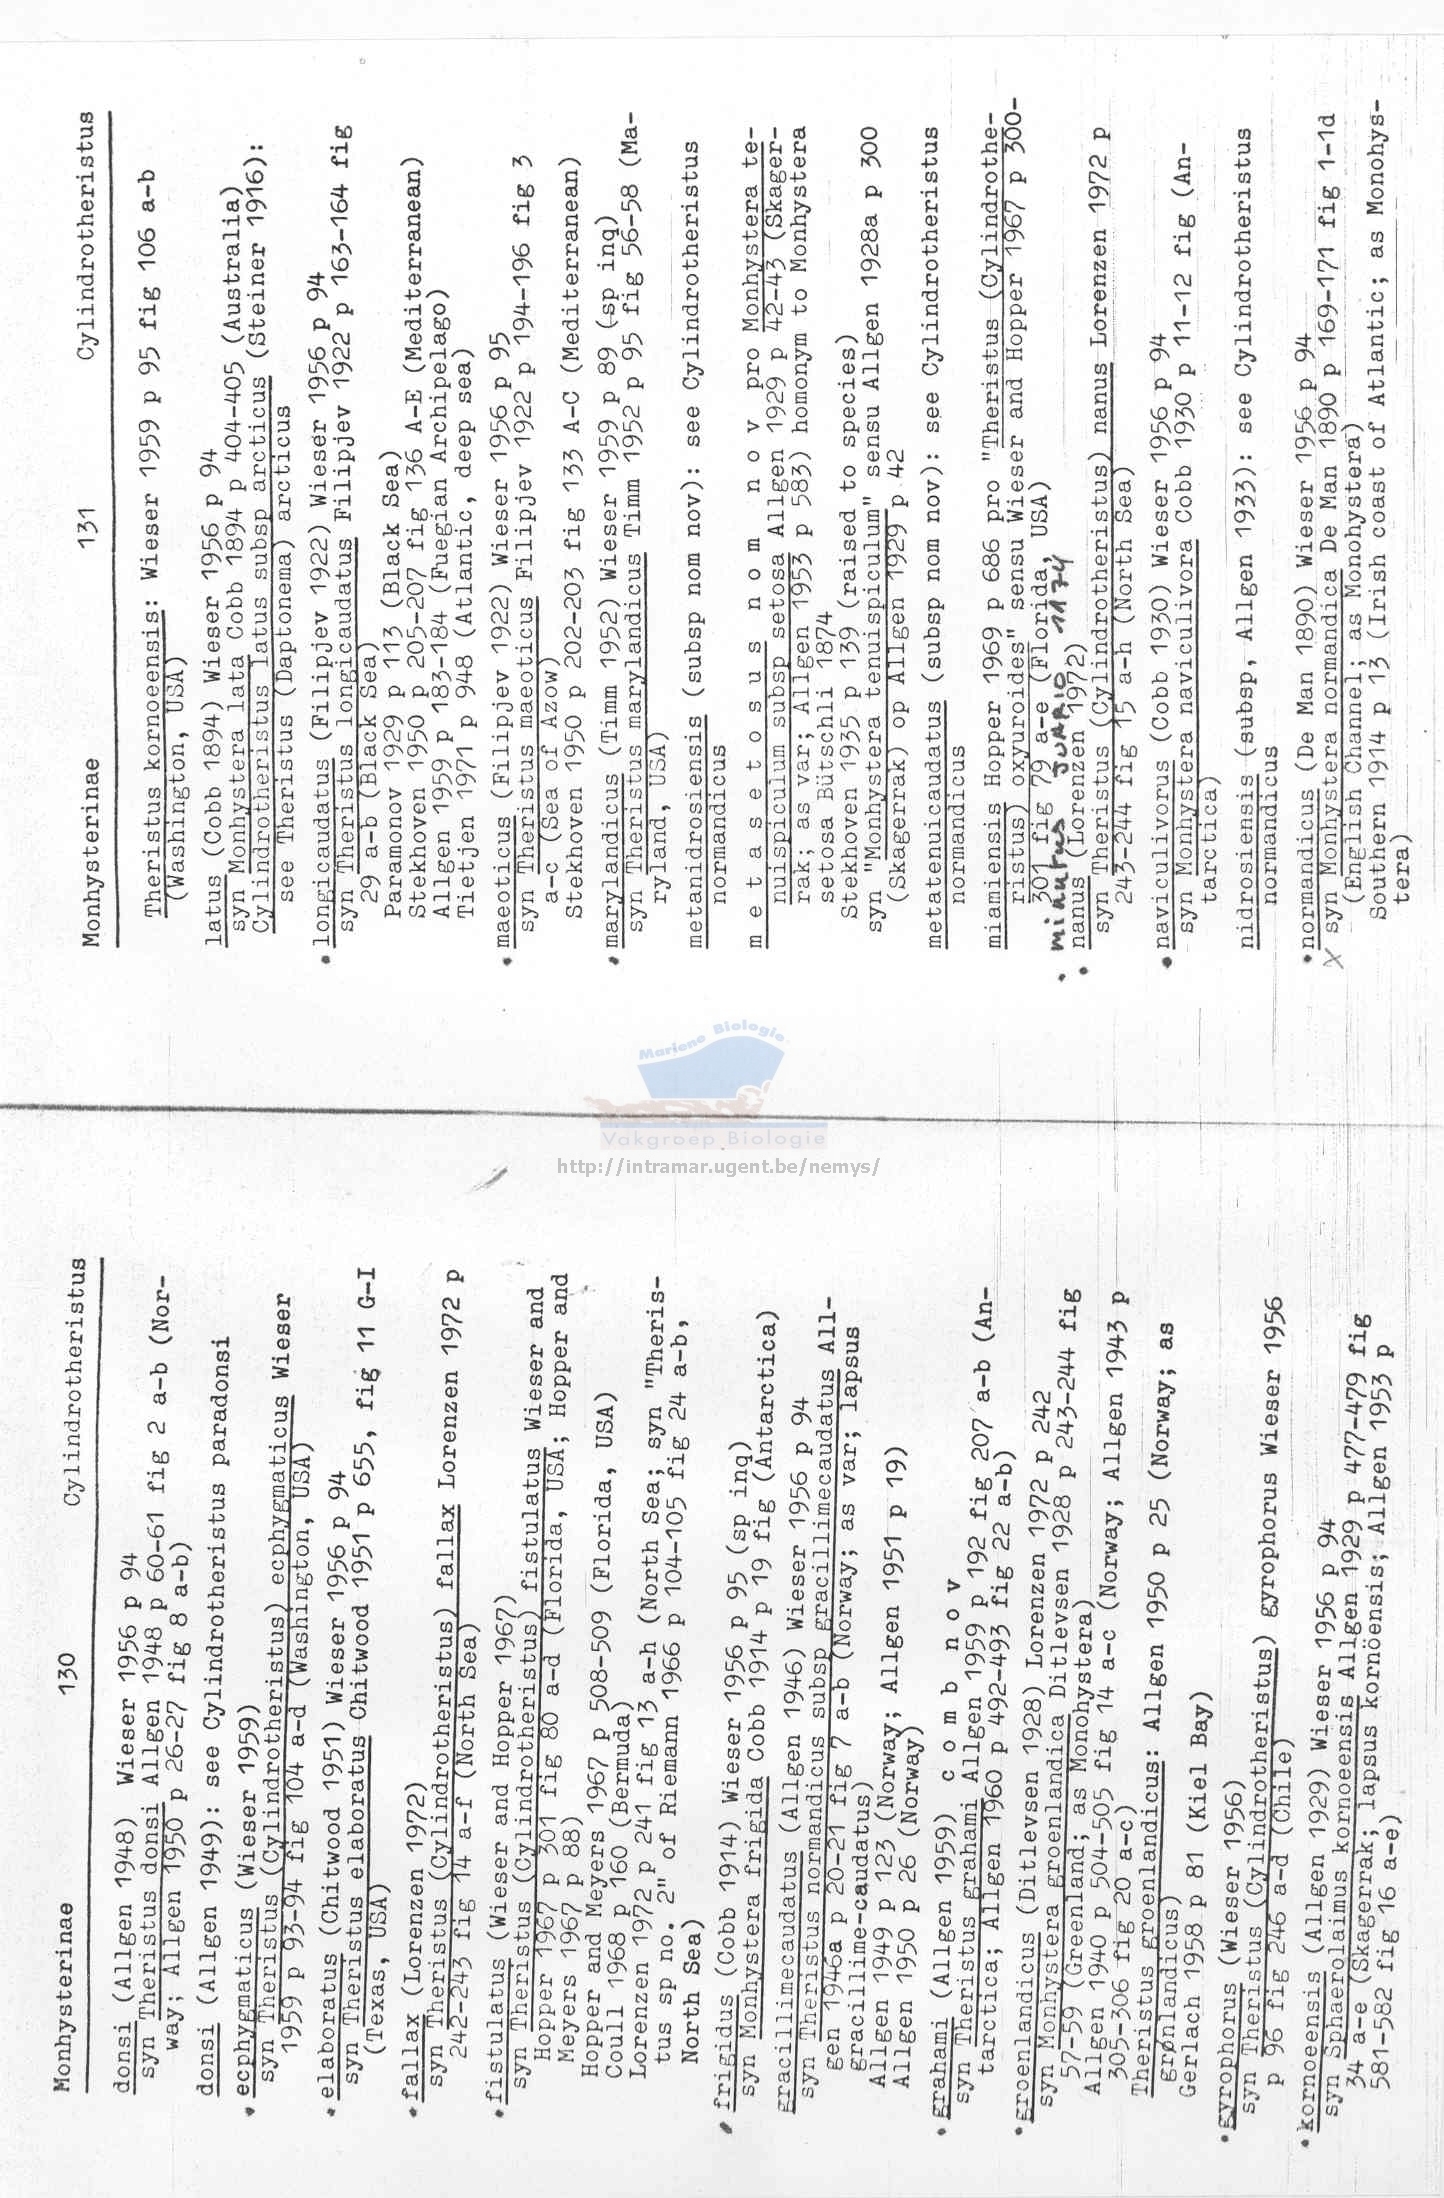 Monhysterinae 130 Cylindrotheristus
donsi (Allgen 1948) Wieser 1956 p 94
syn Theristus donsi Allgen 1948 p 60-61 fig 2 a-b (Nor-
way; Allgen 1950 p 26-27 fig 8 a-b)
donsi (Allgen 1949): see Cylindrotheristus paradonsi
• ecphygmaticus (Wieser 1959)
syn Theristus (Cylindrotheristus) ecphygmaticus Wieser
1959 p 93-94 fig 104 a-d (Washington, USA)
• elaboratus (Chitwood 1951) Wieser 1956 p 94
syn Theristus elaboratus Chitwood 1951 p 655, fig 11 G-I
(Texas, USA)
• fallax (Lorenzen 1972)
syn Theristus (Cylindrotheristus) fallax Lorenzen 1972 p
242-243 fig 14 a-f (North Sea)
• fistulatus (Wieser and Hopper 1967)
syn Theristus (Cylindrotheristus) fistulatus Wieser and
Hopper 1967 p 301 fig 80 a-d (Florida, USA; Hopper and
Meyers 1967 p 88)
Hopper and Meyers 1967 p 508-509 (Florida, USA)
Coull 1968 p 160 (Bermuda)
Lorenzen 1972 p 241 fig 13 a-h (North Sea; syn "Theris-
tus sp no. 2" of Riemann 1966 p 104-105 fig 24 a-b,
North Sea)
• frigidus (Cobb 1914) Wieser 1956 p 95 (sp inq)
syn Monhystera frigida Cobb 1914 p 19 fig (Antarctica)
gracillimecaudatus (Allgen 1946) Wieser 1956 p 94
syn Theristus normandicus subsp gracillimecaudatus All-
gen 1946a p 20-21 fig 7 a-b (Norway; as var; lapsus
gracillime-caudatus)
Allgen 1949 p 123 (Norway; Allgen 1951 p 19)
Allgen 1950 p 26 (Norway)
• grahami (Allgen 1959) c o m b n o v
syn Theristus grahami Allgen 1959 p 192 fig 207 a-b (An-
tarctica; Allgen 1960 p 492-493 fig 22 a-b)
• groenlandicus (Ditlevsen 1928) Lorenzen 1972 p 242
syn Monhystera groenlandica Ditlevsen 1928 p 243-244 fig
57-59 (Greenland; as Monohystera)
Allgen 1940 p 504-505 fig 14 a-c (Norway; Allgen 1943 p
305-306 fig 20 a-c)
Theristus groenlandicus: Allgen 1950 p 25 (Norway; as
grønlandicus)
Gerlach 1958 p 81 (Kiel Bay)
• gyrophorus (Wieser 1956)
syn Theristus (Cylindrotheristus) gyrophorus Wieser 1956
p 96 fig 246 a-d (Chile)
• kornoeensis (Allgen 1929) Wieser 1956 p 94
syn Sphaerolaimus kornoeensis Allgen 1929 p 477-479 fig
34 a-e (Skagerrak; lapsus kornöensis; Allgen 1953 p
581-582 fig 16 a-e)
Monhysterinae 131 Cylindrotheristus
Theristus kornoeensis: Wieser 1959 p 95 fig 106 a-b
(Washington, USA)
latus (Cobb 1894) Wieser 1956 p 94
syn Monhystera lata Cobb 1894 p 404-405 (Australia)
Cylindrotheristus latus subsp arcticus (Steiner 1916):
see Theristus (Daptonema) arcticus
• longicaudatus (Filipjev 1922) Wieser 1956 p 94
syn Theristus longicaudatus Filipjev 1922 p 163-164 fig
29 a-b (Black Sea)
Paramonov 1929 p 113 (Black Sea)
Stekhoven 1950 p 205-207 fig 136 A-E (Mediterranean)
Allgen 1959 p 183-184 (Fuegian Archipelago)
Tietjen 1971 p 948 (Atlantic, deep sea)
• maeoticus (Filipjev 1922) Wieser 1956 p 95
syn Theristus maeoticus Filipjev 1922 p 194-196 fig 3
a-c (Sea of Azow)
Stekhoven 1950 p 202-203 fig 133 A-C (Mediterranean)
• marylandicus (Timm 1952) Wieser 1959 p 89 (sp inq)
syn Theristus marylandicus Timm 1952 p 95 fig 56-58 (Ma-
ryland, USA)
metanidrosiensis (subsp nom nov): see Cylindrotheristus
normandicus
m e t a s e t o s u s n o m n o v pro Monhystera te-
nuispiculum subsp setosa Allgen 1929 p 42-43 (Skager-
rak; as var; Allgen 1953 p 583) homonym to Monhystera
setosa Bütschli 1874
Stekhoven 1935 p 139 (raised to species)
syn "Monhystera tenuispiculum" sensu Allgen 1928a p 300
(Skagerrak) op Allgen 1929 p 42
metatenuicaudatus (subsp nom nov): see Cylindrotheristus
normandicus
miamiensis Hopper 1969 p 686 pro "Theristus (Cylindrothe-
ristus) oxyuroides" sensu Wieser and Hopper 1967 p 300-
301 fig 79 a-e (Florida, USA)
• minutus JUARIO 1174
• nanus (Lorenzen 1972)
syn Theristus (Cylindrotheristus) nanus Lorenzen 1972 p
243-244 fig 15 a-h (North Sea)
• naviculivorus (Cobb 1930) Wieser 1956 p 94
syn Monhystera naviculivora Cobb 1930 p 11-12 fig (An-
tarctica)
nidrosiensis (subsp, Allgen 1933): see Cylindrotheristus
normandicus
• normandicus (De Man 1890) Wieser 1956 p 94
x syn Monhystera normandica De Man 1890 p 169-171 fig 1-1d
(English Channel; as Monohystera)
Southern 1914 p 13 (Irish coast of Atlantic; as Monohys-
tera)
Mariene Biologie
Vakgroep Biologie
http://intramar.ugent.be/nemys/